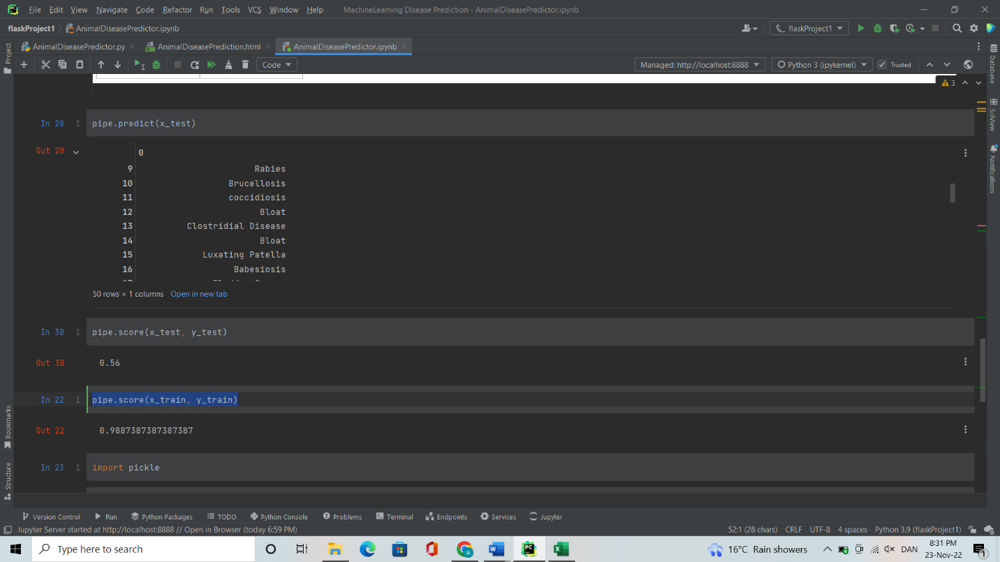 File Edit View Navigate Code Refactor Run Tools VCS Window Help MachineLearning Disease Prediction - AnimalDiseasePredictor.ipynb
flaskProject1 AnimalDiseasePredictor.ipynb flaskProject1
AnimalDiseasePredictor.py AnimalDiseasePrediction.html AnimalDiseasePredictor.ipynb
Code Managed: http://localhost:8888 Python 3 (ipykernel) Trusted
3
Project
Database
SciView
Notifications
In 20 1 pipe.predict(x_test)
Out 20
0
9 Rabies
10 Brucellosis
11 coccidiosis
12 Bloat
13 Clostridial Disease
14 Bloat
15 Luxating Patella
16 Babesiosis
50 rows × 1 columns Open in new tab
In 30 1 pipe.score(x_test, y_test)
Out 30 0.56
In 22 1 pipe.score(x_train, y_train)
Out 22 0.9887387387387387
In 23 1 import pickle
Bookmarks
Structure
Version Control Run Python Packages TODO Python Console Problems Terminal Endpoints Services Jupyter
Jupyter Server started at http://localhost:8888 // Open in Browser (today 6:59 PM) 52:1 (28 chars) CRLF UTF-8 4 spaces Python 3.9 (flaskProject1)
Type here to search 16°C Rain showers DAN 8:31 PM
23-Nov-22
1